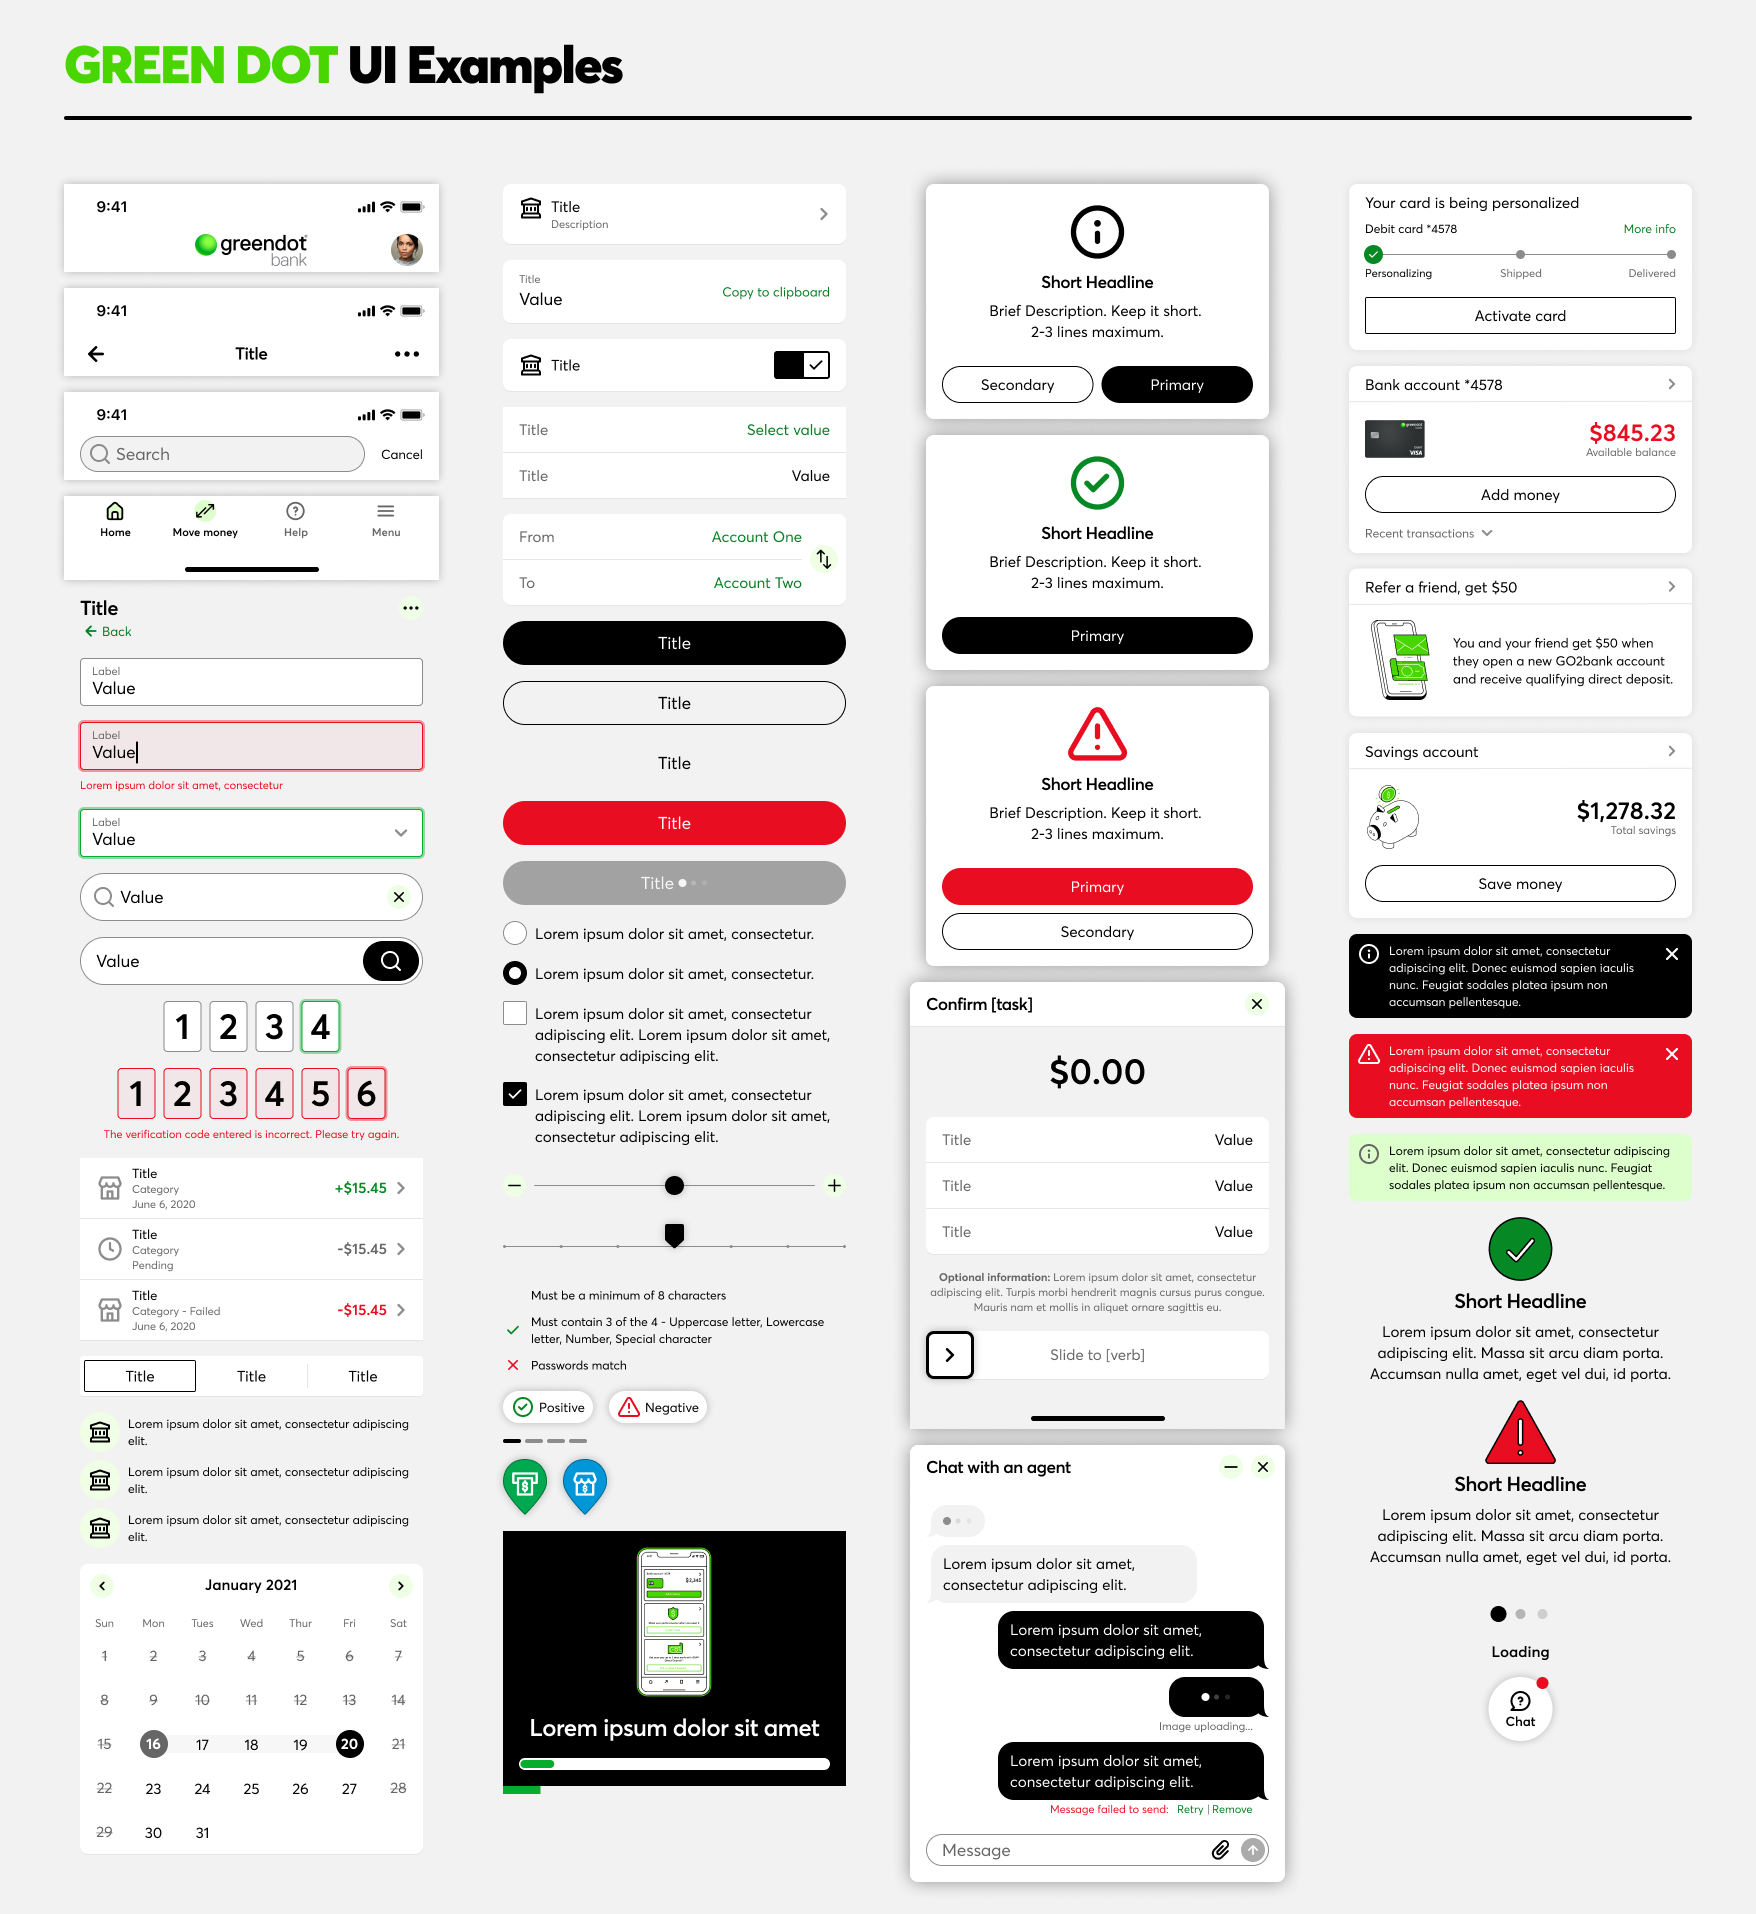 GREEN DOT UI Examples
9:41
greendot
bank
9:41
Title
9:41
Search
Cancel
Home
Move money
Help
Menu
Title
Back
Label
Value
Label
Value
Lorem ipsum dolor sit amet, consectetur
Label
Value
Value
Value
1 2 3 4
1 2 3 4 5 6
The verification code entered is incorrect. Please try again.
Title
Category
June 6, 2020
+$15.45
Title
Category
Pending
-$15.45
Title
Category - Failed
June 6, 2020
-$15.45
Title Title Title
Lorem ipsum dolor sit amet, consectetur adipiscing
elit.
Lorem ipsum dolor sit amet, consectetur adipiscing
elit.
Lorem ipsum dolor sit amet, consectetur adipiscing
elit.
January 2021
Sun Mon Tues Wed Thur Fri Sat
1 2 3 4 5 6 7
8 9 10 11 12 13 14
15 16 17 18 19 20 21
22 23 24 25 26 27 28
29 30 31
Title
Description
Title
Value
Copy to clipboard
Title
Title Select value
Title Value
From Account One
To Account Two
Title
Title
Title
Title
Title
Lorem ipsum dolor sit amet, consectetur.
Lorem ipsum dolor sit amet, consectetur.
Lorem ipsum dolor sit amet, consectetur
adipiscing elit. Lorem ipsum dolor sit amet,
consectetur adipiscing elit.
Lorem ipsum dolor sit amet, consectetur
adipiscing elit. Lorem ipsum dolor sit amet,
consectetur adipiscing elit.
Must be a minimum of 8 characters
Must contain 3 of the 4 - Uppercase letter, Lowercase
letter, Number, Special character
Passwords match
Positive
Negative
Lorem ipsum dolor sit amet
Short Headline
Brief Description. Keep it short.
2-3 lines maximum.
Secondary
Primary
Short Headline
Brief Description. Keep it short.
2-3 lines maximum.
Primary
Short Headline
Brief Description. Keep it short.
2-3 lines maximum.
Primary
Secondary
Confirm [task]
$0.00
Title Value
Title Value
Title Value
Optional information: Lorem ipsum dolor sit amet, consectetur
adipiscing elit. Turpis morbi hendrerit magnis cursus purus congue.
Mauris nam et mollis in aliquet ornare sagittis eu.
Slide to [verb]
Chat with an agent
Lorem ipsum dolor sit amet,
consectetur adipiscing elit.
Lorem ipsum dolor sit amet,
consectetur adipiscing elit.
Image uploading...
Lorem ipsum dolor sit amet,
consectetur adipiscing elit.
Message failed to send: Retry | Remove
Message
Your card is being personalized
Debit card *4578
More info
Personalizing
Shipped
Delivered
Activate card
Bank account *4578
greendot
VISA
$845.23
Available balance
Add money
Recent transactions
Refer a friend, get $50
You and your friend get $50 when
they open a new GO2bank account
and receive qualifying direct deposit.
Savings account
$1,278.32
Total savings
Save money
Lorem ipsum dolor sit amet, consectetur
adipiscing elit. Donec euismod sapien iaculis
nunc. Feugiat sodales platea ipsum non
accumsan pellentesque.
Lorem ipsum dolor sit amet, consectetur
adipiscing elit. Donec euismod sapien iaculis
nunc. Feugiat sodales platea ipsum non
accumsan pellentesque.
Lorem ipsum dolor sit amet, consectetur adipiscing
elit. Donec euismod sapien iaculis nunc. Feugiat
sodales platea ipsum non accumsan pellentesque.
Short Headline
Lorem ipsum dolor sit amet, consectetur
adipiscing elit. Massa sit arcu diam porta.
Accumsan nulla amet, eget vel dui, id porta.
Short Headline
Lorem ipsum dolor sit amet, consectetur
adipiscing elit. Massa sit arcu diam porta.
Accumsan nulla amet, eget vel dui, id porta.
Loading
Chat